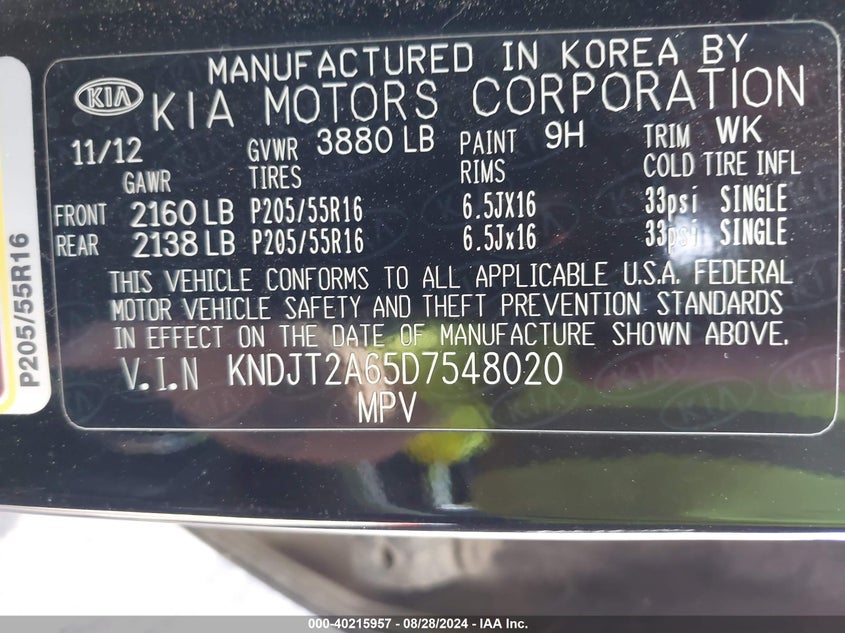 MANUFACTURED IN KOREA BY
KIA KIA MOTORS CORPORATION
11/12 GVWR 3880 LB PAINT 9H TRIM WK
GAWR TIRES RIMS COLD TIRE INFL
FRONT 2160 LB P205/55R16 6.5JX16 33psi SINGLE
REAR 2138 LB P205/55R16 6.5Jx16 33psi SINGLE
THIS VEHICLE CONFORMS TO ALL APPLICABLE U.S.A. FEDERAL
MOTOR VEHICLE SAFETY AND THEFT PREVENTION STANDARDS
IN EFFECT ON THE DATE OF MANUFACTURE SHOWN ABOVE.
V.I.N KNDJT2A65D7548020
MPV
P205/55R16
000-40215957 - 08/28/2024 - IAA Inc.